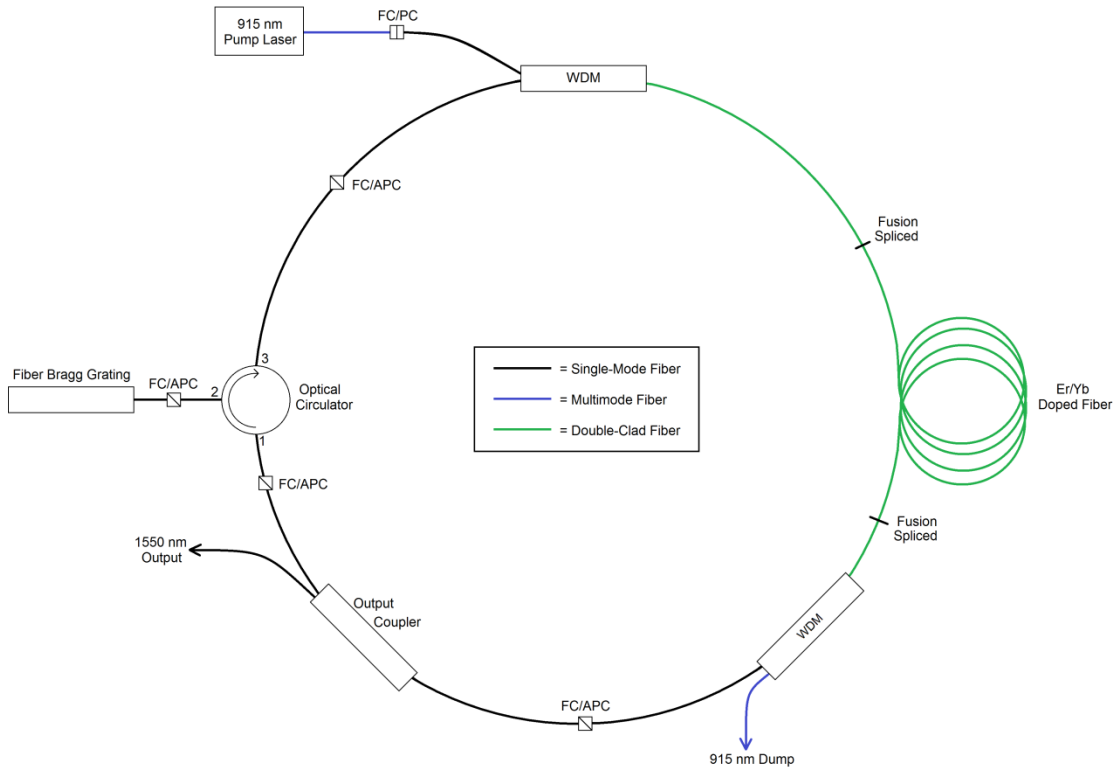 FC/PC
915 nm
Pump Laser
WDM
FC/APC
Fusion
Spliced
3
Fiber Bragg Grating
FC/APC
2
Optical
Circulator
1
= Single-Mode Fiber
= Multimode Fiber
= Double-Clad Fiber
Er/Yb
Doped Fiber
FC/APC
Fusion
Spliced
1550 nm
Output
Output
Coupler
WDM
FC/APC
915 nm Dump